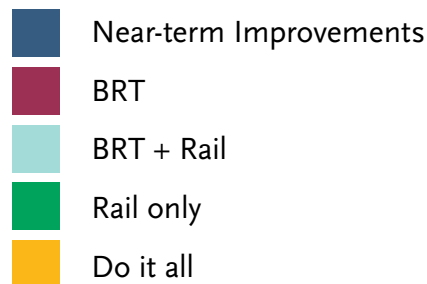 Near-term Improvements
BRT
BRT + Rail
Rail only
Do it all